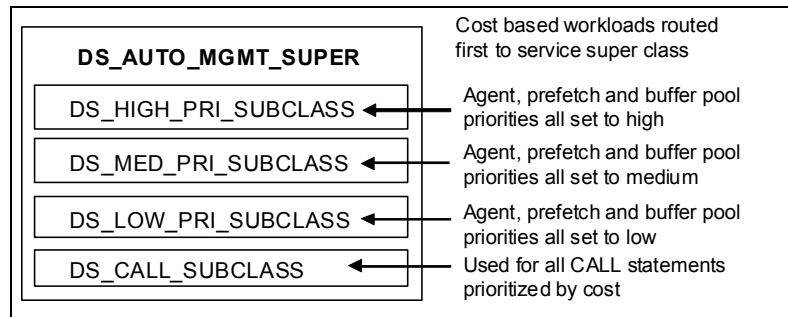 DS_AUTO_MGMT_SUPER
Cost based workloads routed
first to service super class
DS_HIGH_PRI_SUBCLASS
Agent, prefetch and buffer pool
priorities all set to high
DS_MED_PRI_SUBCLASS
Agent, prefetch and buffer pool
priorities all set to medium
DS_LOW_PRI_SUBCLASS
Agent, prefetch and buffer pool
priorities all set to low
DS_CALL_SUBCLASS
Used for all CALL statements
prioritized by cost